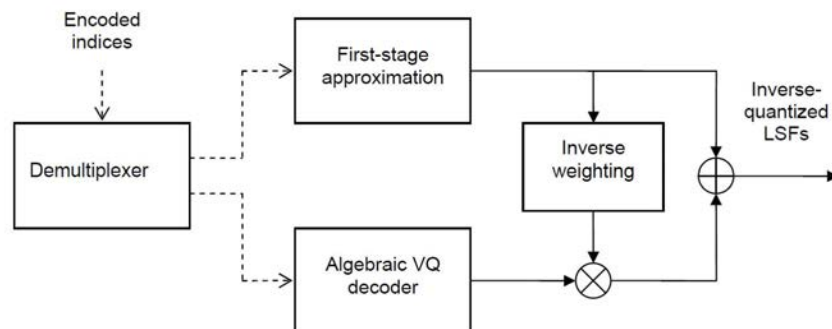 Encoded
indices
First-stage
approximation
Inverse-
quantized
LSFs
Demultiplexer
Inverse
weighting
Algebraic VQ
decoder